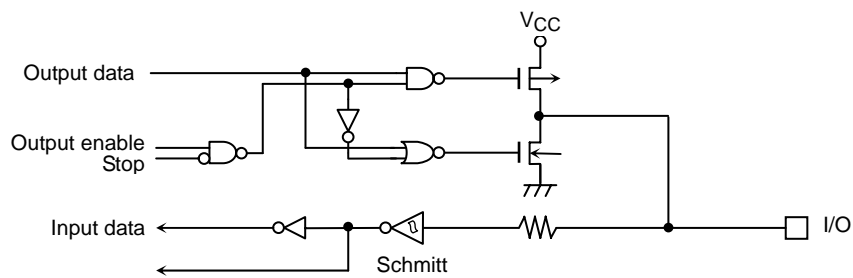 VCC
Output data
Output enable
Stop
Input data
I/O
Schmitt